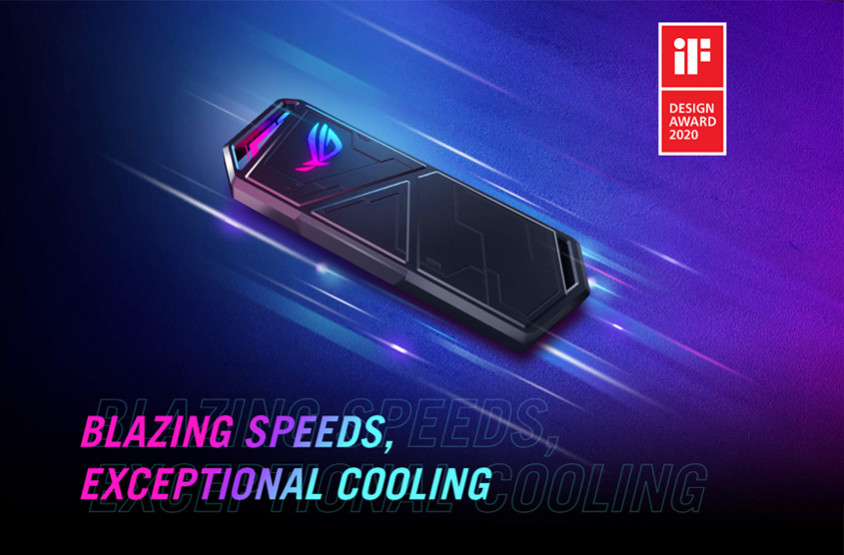 iF
DESIGN
AWARD
2020
BLAZING SPEEDS,
EXCEPTIONAL COOLING